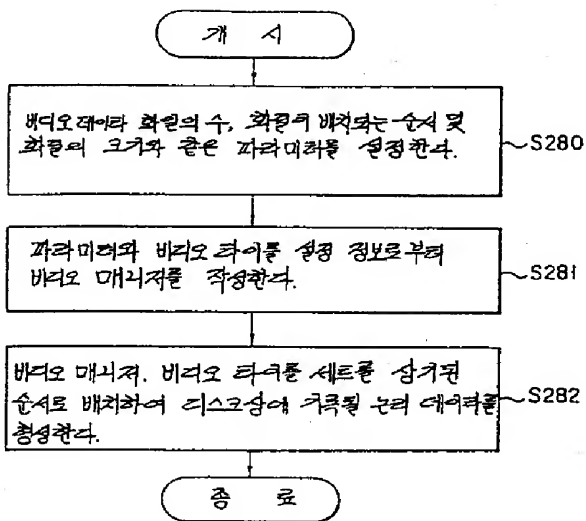 개 시
비디오 데이타 화일의 수, 화일이 배치되는 순서 및
화일의 크기와 같은 파라미터를 설정한다.
S280
파라미터와 비디오 타이틀 설정 정보로부터
비디오 매니저를 작성한다.
S281
비디오 매니저, 비디오 타이틀 세트를 상기된
순서로 배치하여 디스크상에 기록될 논리 데이타를
형성한다.
S282
종 료